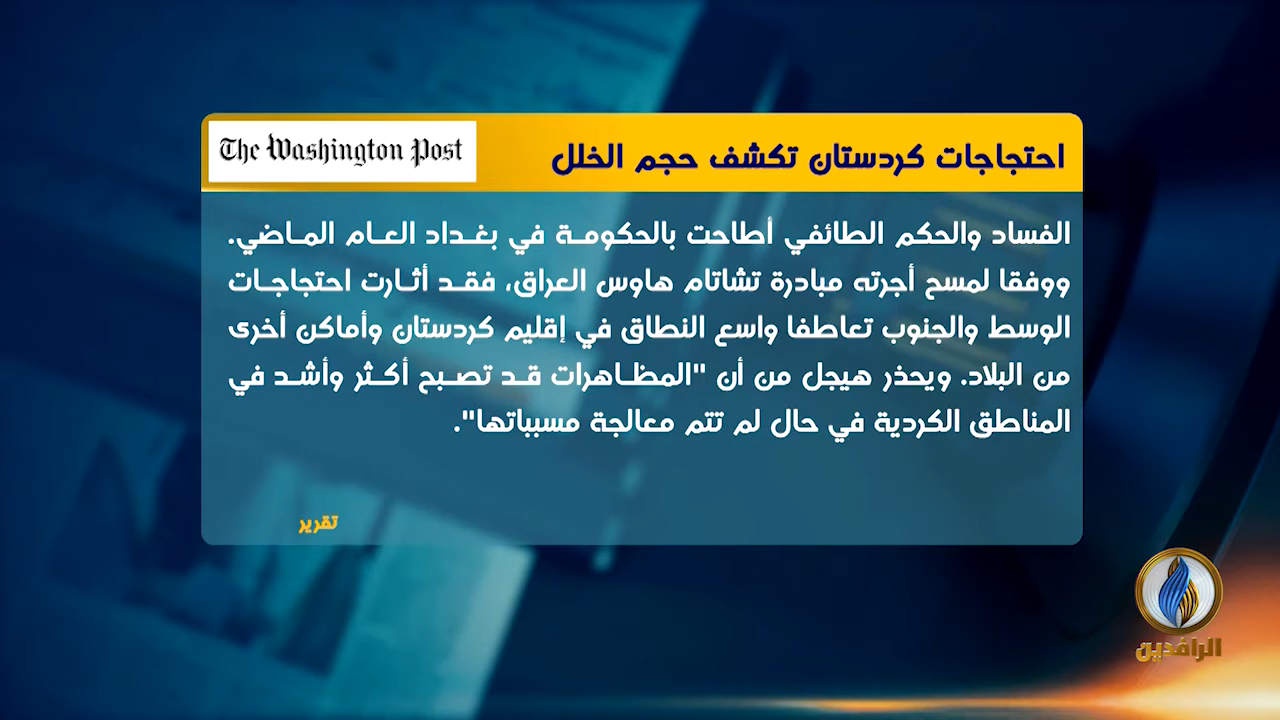 احتجاجات كردستان تكشف حجم الخلل
The Washington Post
الفساد والحكم الطائفي أطاحت بالحكومة في بغداد العام الماضي.
ووفقا لمسح أجرته مبادرة تشاتام هاوس العراق، فقد أثارت احتجاجات
الوسط والجنوب تعاطفا واسع النطاق في إقليم كردستان وأماكن أخرى
من البلاد. ويحذر هيجل من أن "المظاهرات قد تصبح أكثر وأشد في
المناطق الكردية في حال لم تتم معالجة مسبباتها".
تقرير
الرافدين